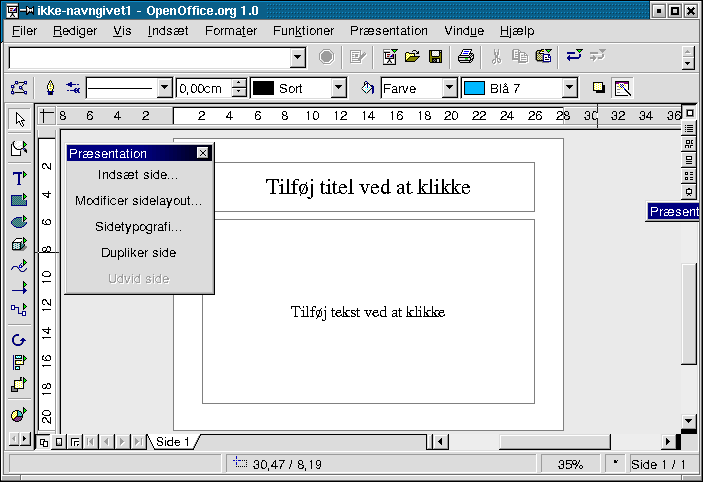 ikke-navngivet1 - OpenOffice.org 1.0
Filer Rediger Vis Indsæt Formater Funktioner Præsentation Vindue Hjælp
0,00cm Sort Farve Blå 7
8 6 4 2 2 4 6 8 10 12 14 16 18 20 22 24 26 28 30 32 34 36
2 4 6 8 10 12 14 16 18 20
Præsentation
Indsæt side...
Modificer sidelayout...
Sidetypografi...
Dupliker side
Udvid side
Tilføj titel ved at klikke
Præsent
Tilføj tekst ved at klikke
Side 1
30,47 / 8,19 35% * Side 1 / 1